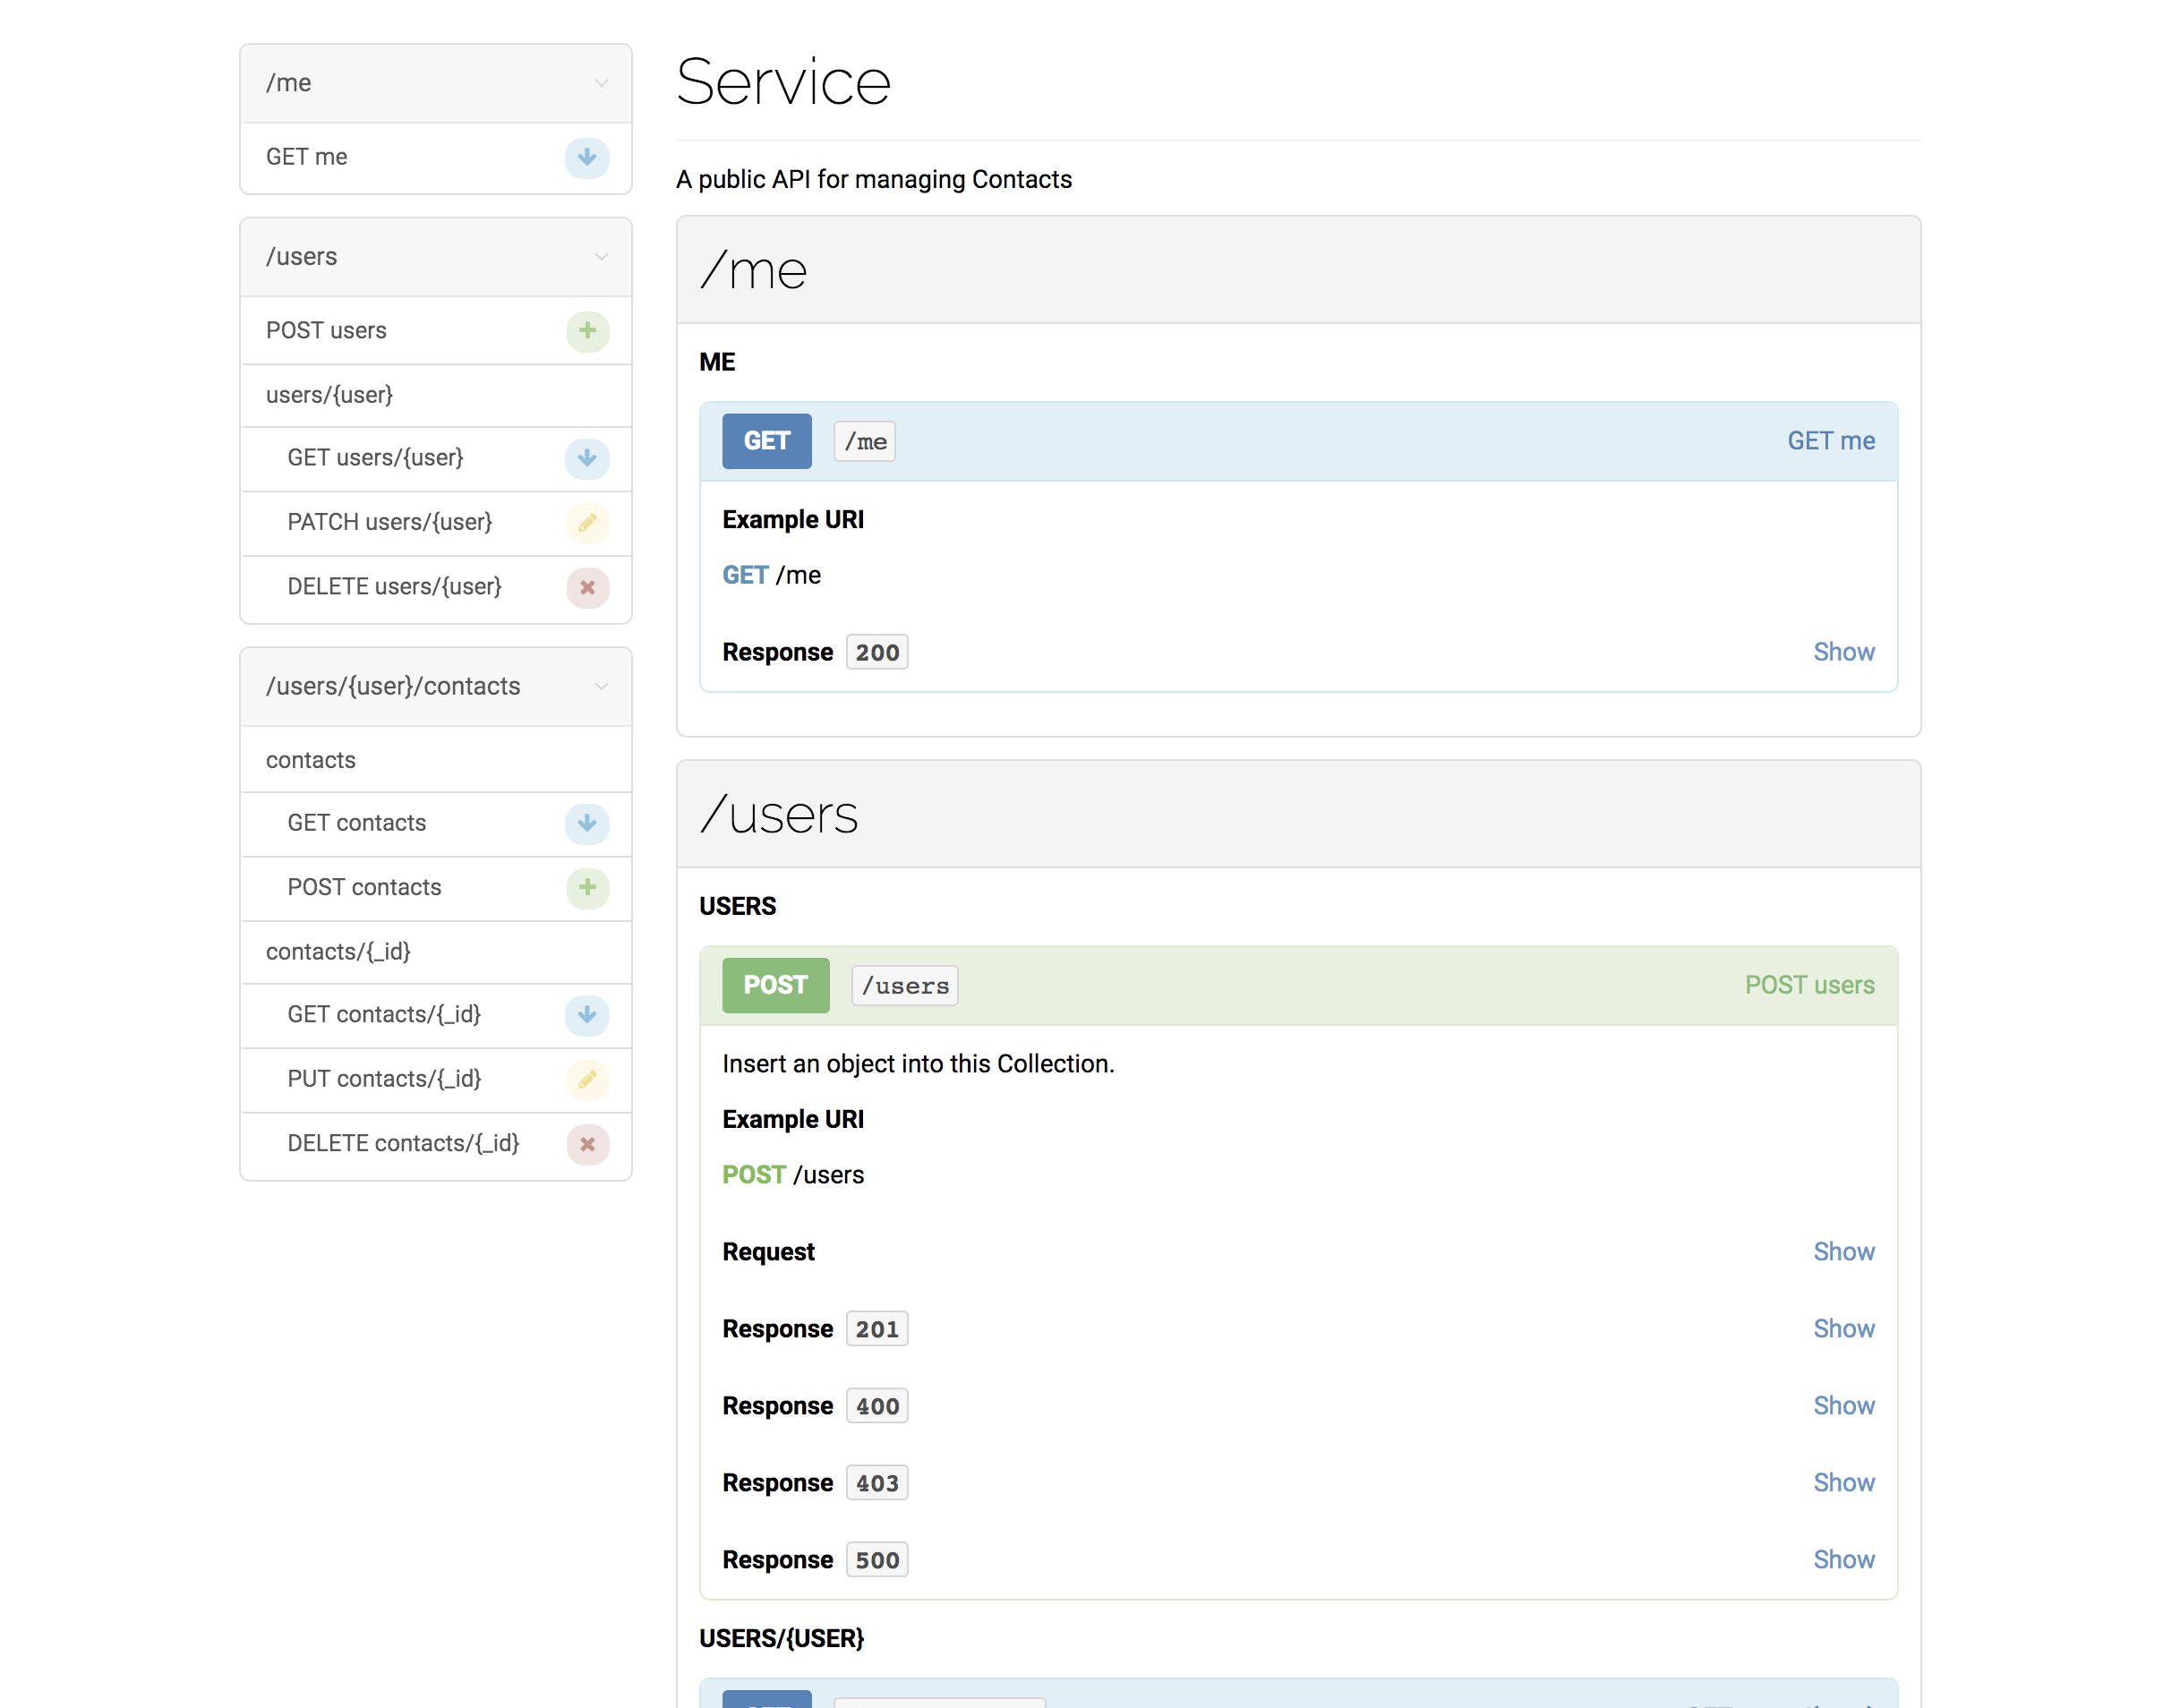 /me
GET me
/users
POST users
users/{user}
GET users/{user}
PATCH users/{user}
DELETE users/{user}
/users/{user}/contacts
contacts
GET contacts
POST contacts
contacts/{_id}
GET contacts/{_id}
PUT contacts/{_id}
DELETE contacts/{_id}
Service
A public API for managing Contacts
/me
ME
GET /me GET me
Example URI
GET /me
Response 200 Show
/users
USERS
POST /users POST users
Insert an object into this Collection.
Example URI
POST /users
Request Show
Response 201 Show
Response 400 Show
Response 403 Show
Response 500 Show
USERS/{USER}